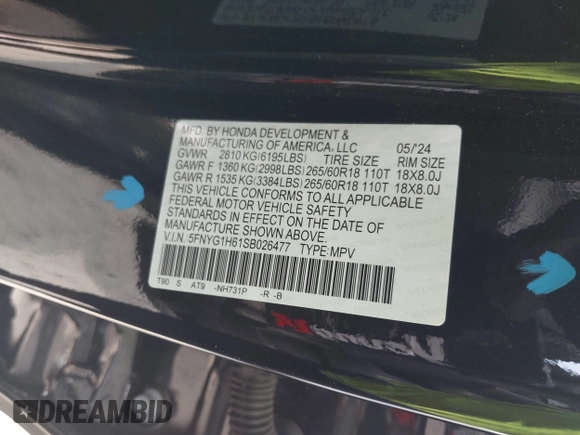 MFD. BY HONDA DEVELOPMENT &
MANUFACTURING OF AMERICA, LLC 05/'24
GVWR 2810 KG(6195LBS) TIRE SIZE RIM SIZE
GAWR F 1360 KG(2998LBS) 265/60R18 110T 18X8.0J
GAWR R 1535 KG(3384LBS) 265/60R18 110T 18X8.0J
THIS VEHICLE CONFORMS TO ALL APPLICABLE
FEDERAL MOTOR VEHICLE SAFETY
STANDARDS IN EFFECT ON THE DATE OF
MANUFACTURE SHOWN ABOVE.
V.I.N.:5FNYG1H61SB026477 TYPE:MPV
T90 S AT9 -NH731P -R -B
DREAMBID